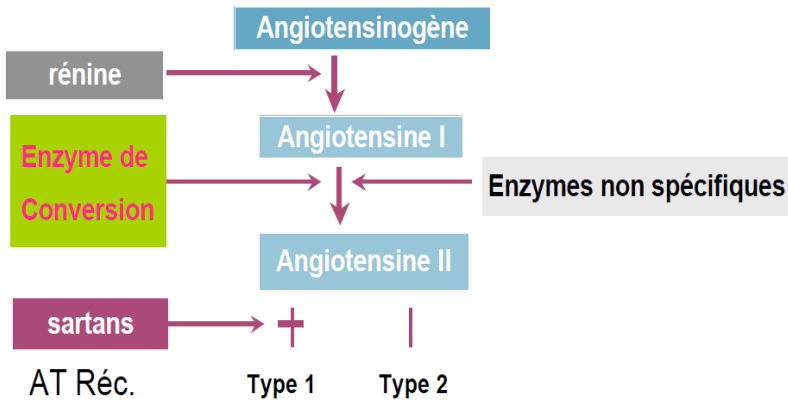 Angiotensinogène
rénine
Angiotensine I
Enzyme de
Conversion
Enzymes non spécifiques
Angiotensine II
sartans
AT Réc.
Type 1
Type 2